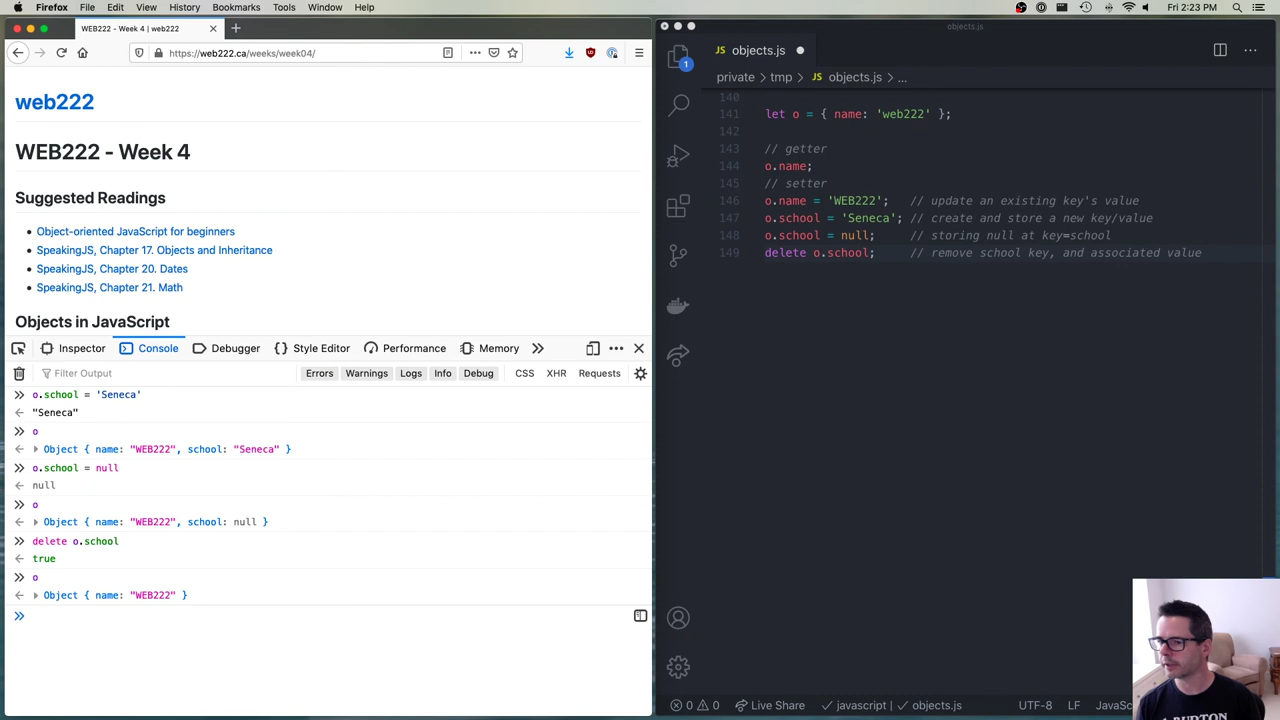 Firefox File Edit View History Bookmarks Tools Window Help
Fri 2:23 PM
WEB222 - Week 4 | web222
https://web222.ca/weeks/week04/
web222
WEB222 - Week 4
Suggested Readings
Object-oriented JavaScript for beginners
SpeakingJS, Chapter 17. Objects and Inheritance
SpeakingJS, Chapter 20. Dates
SpeakingJS, Chapter 21. Math
Objects in JavaScript
Inspector Console Debugger Style Editor Performance Memory
Filter Output Errors Warnings Logs Info Debug CSS XHR Requests
o.school = 'Seneca'
"Seneca"
o
Object { name: "WEB222", school: "Seneca" }
o.school = null
null
o
Object { name: "WEB222", school: null }
delete o.school
true
o
Object { name: "WEB222" }
objects.js
JS objects.js
1
private > tmp > JS objects.js > ...
140
141 let o = { name: 'web222' };
142
143 // getter
144 o.name;
145 // setter
146 o.name = 'WEB222'; // update an existing key's value
147 o.school = 'Seneca'; // create and store a new key/value
148 o.school = null; // storing null at key=school
149 delete o.school; // remove school key, and associated value
0 0 Live Share javascript | objects.js UTF-8 LF JavaSc
BURTON